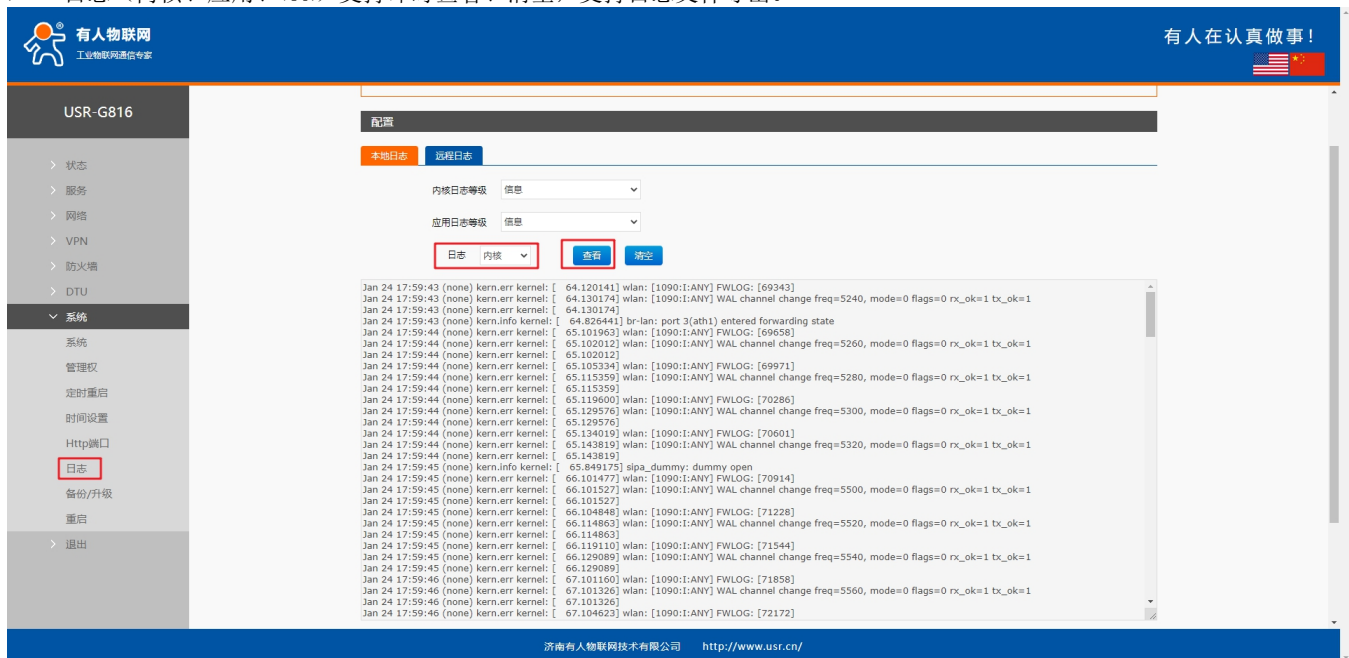 有人物联网
工业物联网通信专家
有人在认真做事!
USR-G816
状态
服务
网络
VPN
防火墙
DTU
系统
系统
管理权
定时重启
时间设置
Http端口
日志
备份/升级
重启
退出
配置
本地日志 远程日志
内核日志等级 信息
应用日志等级 信息
日志 内核 查看 清空
Jan 24 17:59:43 (none) kern.err kernel: [ 64.120141] wlan: [1090:I:ANY] FWLOG: [69343]
Jan 24 17:59:43 (none) kern.err kernel: [ 64.130174] wlan: [1090:I:ANY] WAL channel change freq=5240, mode=0 flags=0 rx_ok=1 tx_ok=1
Jan 24 17:59:43 (none) kern.err kernel: [ 64.130174]
Jan 24 17:59:43 (none) kern.info kernel: [ 64.826441] br-lan: port 3(ath1) entered forwarding state
Jan 24 17:59:44 (none) kern.err kernel: [ 65.101963] wlan: [1090:I:ANY] FWLOG: [69658]
Jan 24 17:59:44 (none) kern.err kernel: [ 65.102012] wlan: [1090:I:ANY] WAL channel change freq=5260, mode=0 flags=0 rx_ok=1 tx_ok=1
Jan 24 17:59:44 (none) kern.err kernel: [ 65.102012]
Jan 24 17:59:44 (none) kern.err kernel: [ 65.105334] wlan: [1090:I:ANY] FWLOG: [69971]
Jan 24 17:59:44 (none) kern.err kernel: [ 65.115359] wlan: [1090:I:ANY] WAL channel change freq=5280, mode=0 flags=0 rx_ok=1 tx_ok=1
Jan 24 17:59:44 (none) kern.err kernel: [ 65.115359]
Jan 24 17:59:44 (none) kern.err kernel: [ 65.119600] wlan: [1090:I:ANY] FWLOG: [70286]
Jan 24 17:59:44 (none) kern.err kernel: [ 65.129576] wlan: [1090:I:ANY] WAL channel change freq=5300, mode=0 flags=0 rx_ok=1 tx_ok=1
Jan 24 17:59:44 (none) kern.err kernel: [ 65.129576]
Jan 24 17:59:44 (none) kern.err kernel: [ 65.134019] wlan: [1090:I:ANY] FWLOG: [70601]
Jan 24 17:59:44 (none) kern.err kernel: [ 65.143819] wlan: [1090:I:ANY] WAL channel change freq=5320, mode=0 flags=0 rx_ok=1 tx_ok=1
Jan 24 17:59:44 (none) kern.err kernel: [ 65.143819]
Jan 24 17:59:45 (none) kern.info kernel: [ 65.849175] sipa_dummy: dummy open
Jan 24 17:59:45 (none) kern.err kernel: [ 66.101477] wlan: [1090:I:ANY] FWLOG: [70914]
Jan 24 17:59:45 (none) kern.err kernel: [ 66.101527] wlan: [1090:I:ANY] WAL channel change freq=5500, mode=0 flags=0 rx_ok=1 tx_ok=1
Jan 24 17:59:45 (none) kern.err kernel: [ 66.101527]
Jan 24 17:59:45 (none) kern.err kernel: [ 66.104848] wlan: [1090:I:ANY] FWLOG: [71228]
Jan 24 17:59:45 (none) kern.err kernel: [ 66.114863] wlan: [1090:I:ANY] WAL channel change freq=5520, mode=0 flags=0 rx_ok=1 tx_ok=1
Jan 24 17:59:45 (none) kern.err kernel: [ 66.114863]
Jan 24 17:59:45 (none) kern.err kernel: [ 66.119110] wlan: [1090:I:ANY] FWLOG: [71544]
Jan 24 17:59:45 (none) kern.err kernel: [ 66.129089] wlan: [1090:I:ANY] WAL channel change freq=5540, mode=0 flags=0 rx_ok=1 tx_ok=1
Jan 24 17:59:45 (none) kern.err kernel: [ 66.129089]
Jan 24 17:59:46 (none) kern.err kernel: [ 67.101160] wlan: [1090:I:ANY] FWLOG: [71858]
Jan 24 17:59:46 (none) kern.err kernel: [ 67.101326] wlan: [1090:I:ANY] WAL channel change freq=5560, mode=0 flags=0 rx_ok=1 tx_ok=1
Jan 24 17:59:46 (none) kern.err kernel: [ 67.101326]
Jan 24 17:59:46 (none) kern.err kernel: [ 67.104623] wlan: [1090:I:ANY] FWLOG: [72172]
济南有人物联网技术有限公司 http://www.usr.cn/